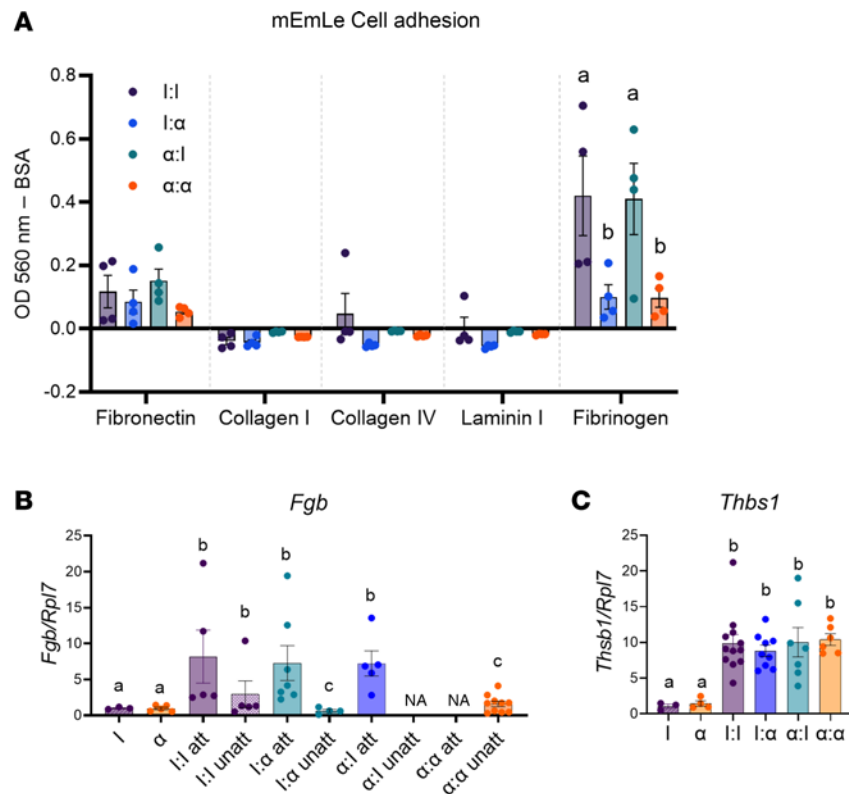 A
mEmLe Cell adhesion
OD 560 nm – BSA
0.8
0.6
0.4
0.2
0.0
-0.2
I:I
I:α
α:I
α:α
a
b
a
b
Fibronectin
Collagen I
Collagen IV
Laminin I
Fibrinogen
B
Fgb
Fgb/Rpl7
25
20
15
10
5
0
a
a
b
b
b
c
b
NA
NA
c
I
α
I:I att
I:I unatt
I:α att
I:α unatt
α:I att
α:I unatt
α:α att
α:α unatt
C
Thbs1
Thsb1/Rpl7
25
20
15
10
5
0
a
a
b
b
b
b
I
α
I:I
I:α
α:I
α:α